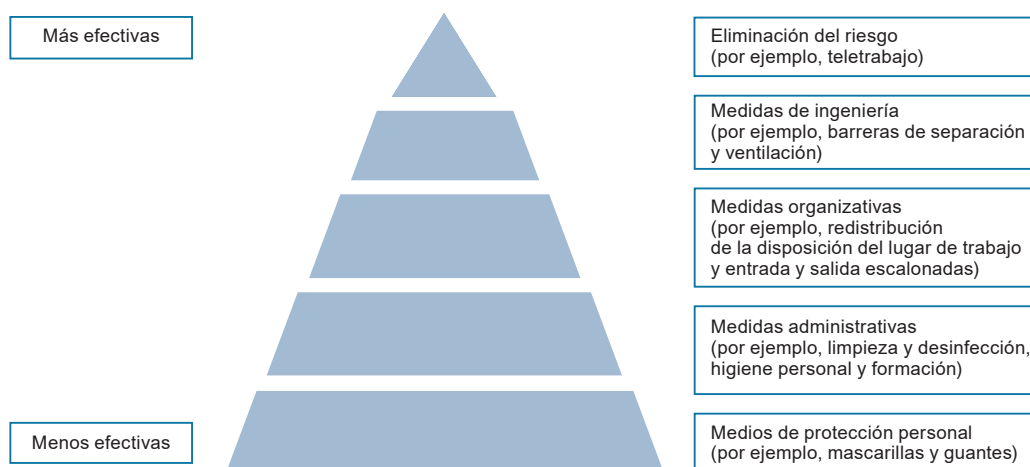 Más efectivas
Eliminación del riesgo
(por ejemplo, teletrabajo)
Medidas de ingeniería
(por ejemplo, barreras de separación
y ventilación)
Medidas organizativas
(por ejemplo, redistribución
de la disposición del lugar de trabajo
y entrada y salida escalonadas)
Medidas administrativas
(por ejemplo, limpieza y desinfección,
higiene personal y formación)
Menos efectivas
Medios de protección personal
(por ejemplo, mascarillas y guantes)